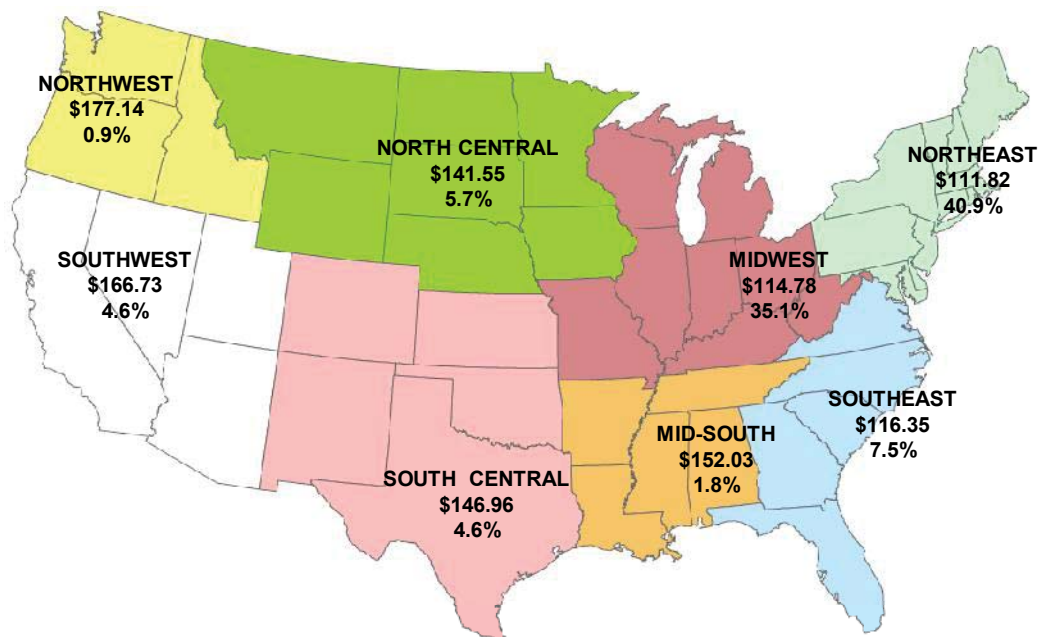 NORTHWEST
$177.14
0.9%
NORTH CENTRAL
$141.55
5.7%
NORTHEAST
$111.82
40.9%
SOUTHWEST
$166.73
4.6%
MIDWEST
$114.78
35.1%
SOUTHEAST
$116.35
7.5%
MID-SOUTH
$152.03
1.8%
SOUTH CENTRAL
$146.96
4.6%